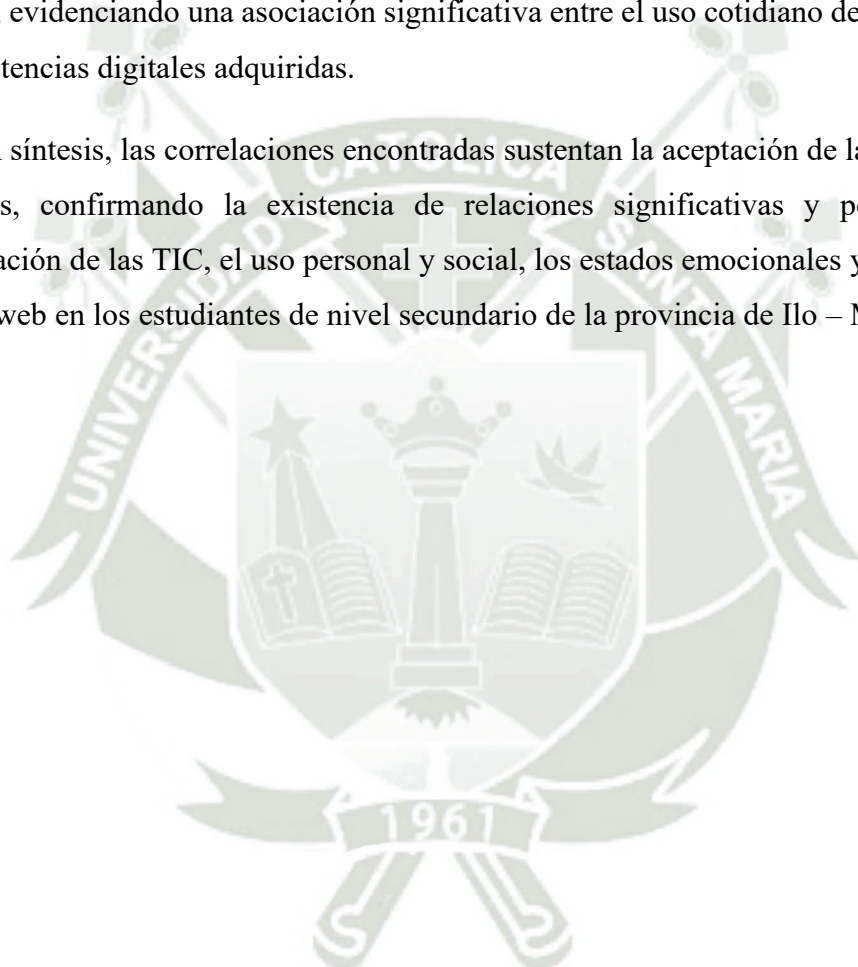 evidenciando una asociación significativa entre el uso cotidiano de
tencias digitales adquiridas.
síntesis, las correlaciones encontradas sustentan la aceptación de la
s, confirmando la existencia de relaciones significativas y p
ación de las TIC, el uso personal y social, los estados emocionales y
web en los estudiantes de nivel secundario de la provincia de Ilo –
UNIVERSIDAD CATOLICA SANTA MARIA
1961